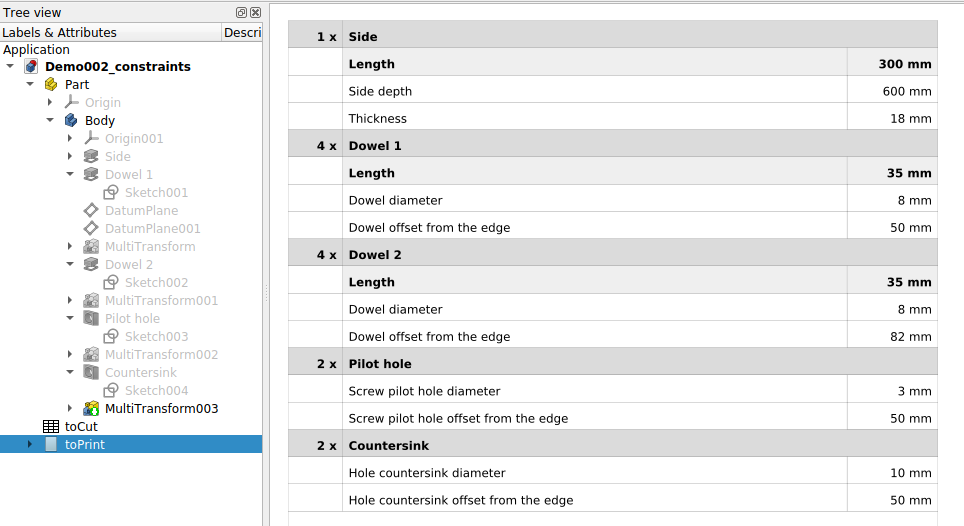 Tree view
Labels & Attributes Descri
Application
Demo002_constraints
Part
Origin
Body
Origin001
Side
Dowel 1
Sketch001
DatumPlane
DatumPlane001
MultiTransform
Dowel 2
Sketch002
MultiTransform001
Pilot hole
Sketch003
MultiTransform002
Countersink
Sketch004
MultiTransform003
toCut
toPrint
1 x Side
Length 300 mm
Side depth 600 mm
Thickness 18 mm
4 x Dowel 1
Length 35 mm
Dowel diameter 8 mm
Dowel offset from the edge 50 mm
4 x Dowel 2
Length 35 mm
Dowel diameter 8 mm
Dowel offset from the edge 82 mm
2 x Pilot hole
Screw pilot hole diameter 3 mm
Screw pilot hole offset from the edge 50 mm
2 x Countersink
Hole countersink diameter 10 mm
Hole countersink offset from the edge 50 mm